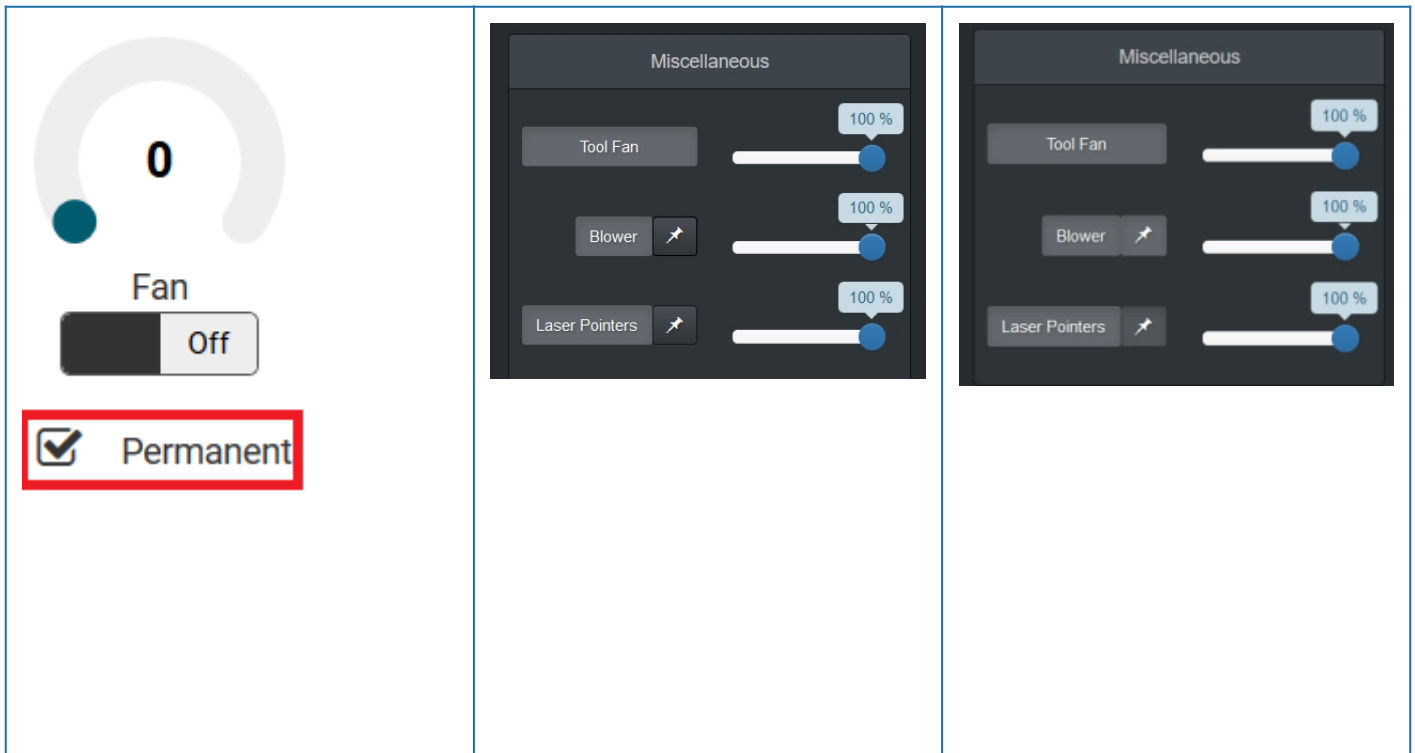 0
Fan
Off
Permanent
Miscellaneous
100 %
Tool Fan
100 %
Blower
100 %
Laser Pointers
Miscellaneous
100 %
Tool Fan
100 %
Blower
100 %
Laser Pointers